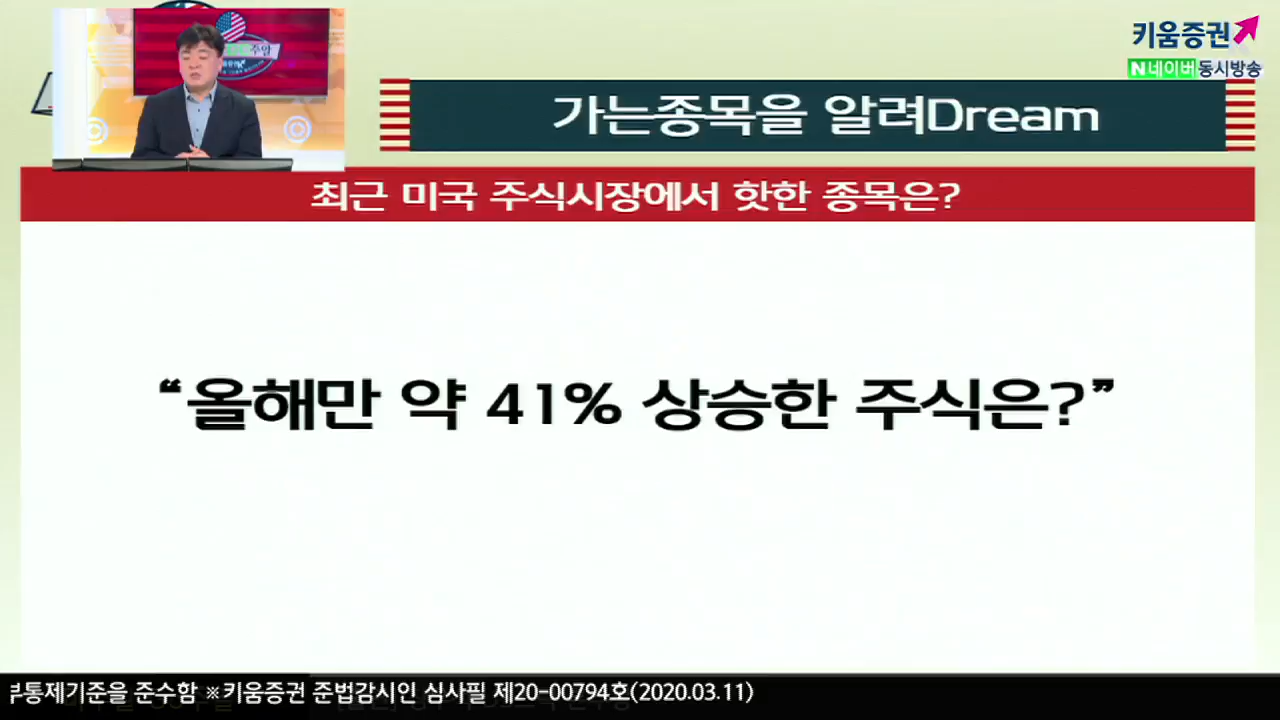 키움증권
N 네이버 동시방송
가는종목을 알려Dream
최근 미국 주식시장에서 핫한 종목은?
“올해만 약 41% 상승한 주식은?”
부통제기준을 준수함 ※키움증권 준법감시인 심사필 제20-00794호(2020.03.11)